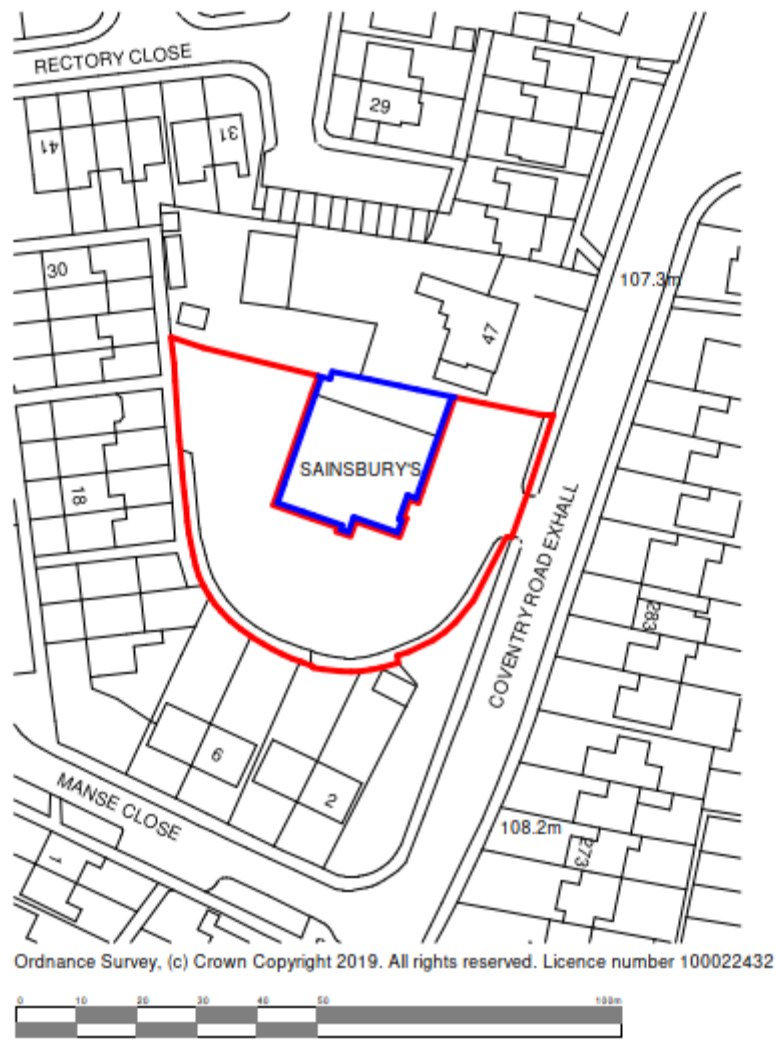 RECTORY CLOSE
29
41
31
30
107.3m
47
SAINSBURY'S
18
COVENTRY ROAD EXHALL
283
6
2
MANSE CLOSE
108.2m
273
1
Ordnance Survey, (c) Crown Copyright 2019. All rights reserved. Licence number 100022432
0 10 20 30 40 50 100m